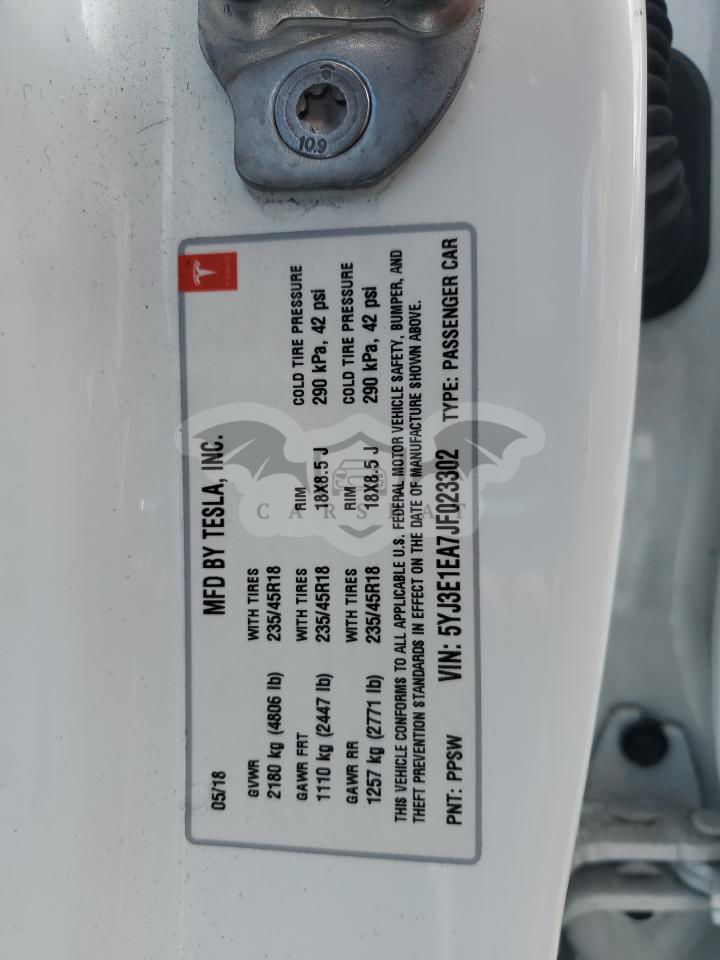 18
10.9
TESLA
05/18 MFD BY TESLA, INC.
GVWR WITH TIRES
2180 kg (4806 lb) 235/45R18
GAWR FRT WITH TIRES RIM COLD TIRE PRESSURE
1110 kg (2447 lb) 235/45R18 18X8.5 J 290 kPa, 42 psi
GAWR RR WITH TIRES RIM COLD TIRE PRESSURE
1257 kg (2771 lb) 235/45R18 18X8.5 J 290 kPa, 42 psi
THIS VEHICLE CONFORMS TO ALL APPLICABLE U.S. FEDERAL MOTOR VEHICLE SAFETY, BUMPER, AND
THEFT PREVENTION STANDARDS IN EFFECT ON THE DATE OF MANUFACTURE SHOWN ABOVE.
PNT: PPSW VIN: 5YJ3E1EA7JF023302 TYPE: PASSENGER CAR